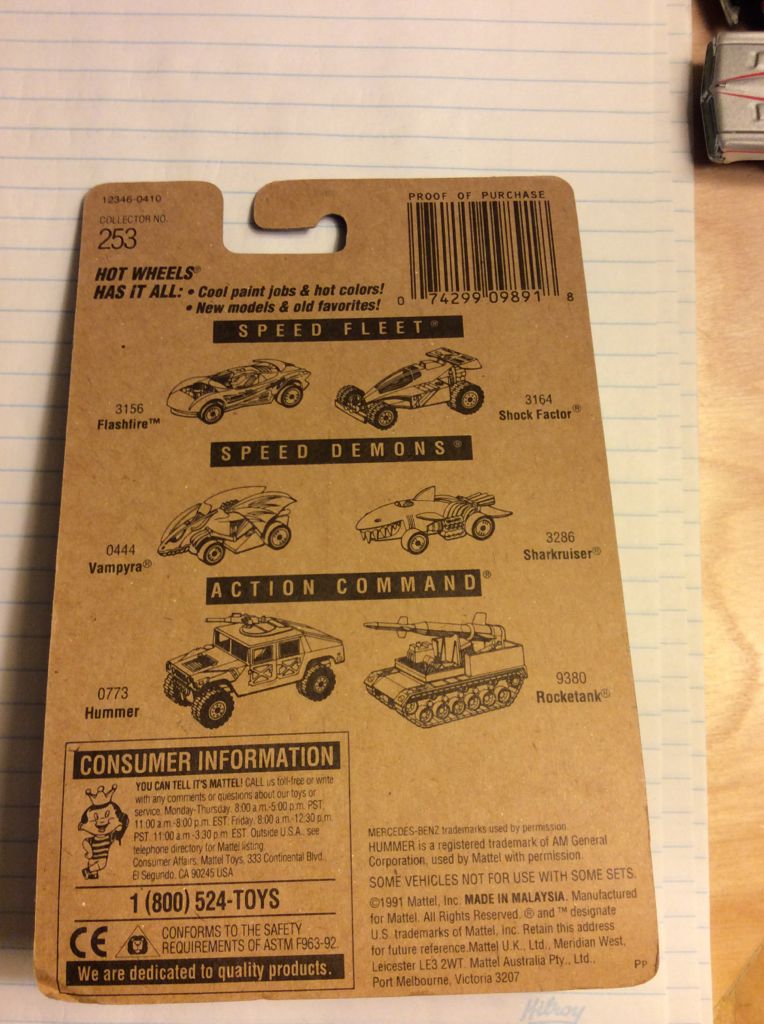 12346-0410
COLLECTOR NO.
253
PROOF OF PURCHASE
0 74299 09891 8
HOT WHEELS®
HAS IT ALL: • Cool paint jobs & hot colors!
• New models & old favorites!
SPEED FLEET®
3156
Flashfire™
3164
Shock Factor®
SPEED DEMONS®
0444
Vampyra®
3286
Sharkruiser®
ACTION COMMAND®
0773
Hummer
9380
Rocketank®
CONSUMER INFORMATION
YOU CAN TELL IT'S MATTEL! CALL us toll-free or write
with any comments or questions about our toys or
service, Monday-Thursday, 8:00 a.m.-5:00 p.m. PST,
11:00 a.m.-8:00 p.m. EST: Friday, 8:00 a.m.-12:30 p.m.
PST, 11:00 a.m.-3:30 p.m. EST. Outside U.S.A., see
telephone directory for Mattel listing.
Consumer Affairs, Mattel Toys, 333 Continental Blvd.,
El Segundo, CA 90245 USA
1 (800) 524-TOYS
CE
CONFORMS TO THE SAFETY
REQUIREMENTS OF ASTM F963-92.
We are dedicated to quality products.
MERCEDES-BENZ trademarks used by permission.
HUMMER is a registered trademark of AM General
Corporation, used by Mattel with permission.
SOME VEHICLES NOT FOR USE WITH SOME SETS.
©1991 Mattel, Inc. MADE IN MALAYSIA. Manufactured
for Mattel. All Rights Reserved. ® and ™ designate
U.S. trademarks of Mattel, Inc. Retain this address
for future reference.Mattel U.K., Ltd., Meridian West,
Leicester LE3 2WT. Mattel Australia Pty., Ltd.,
Port Melbourne, Victoria 3207
PP
Hilroy